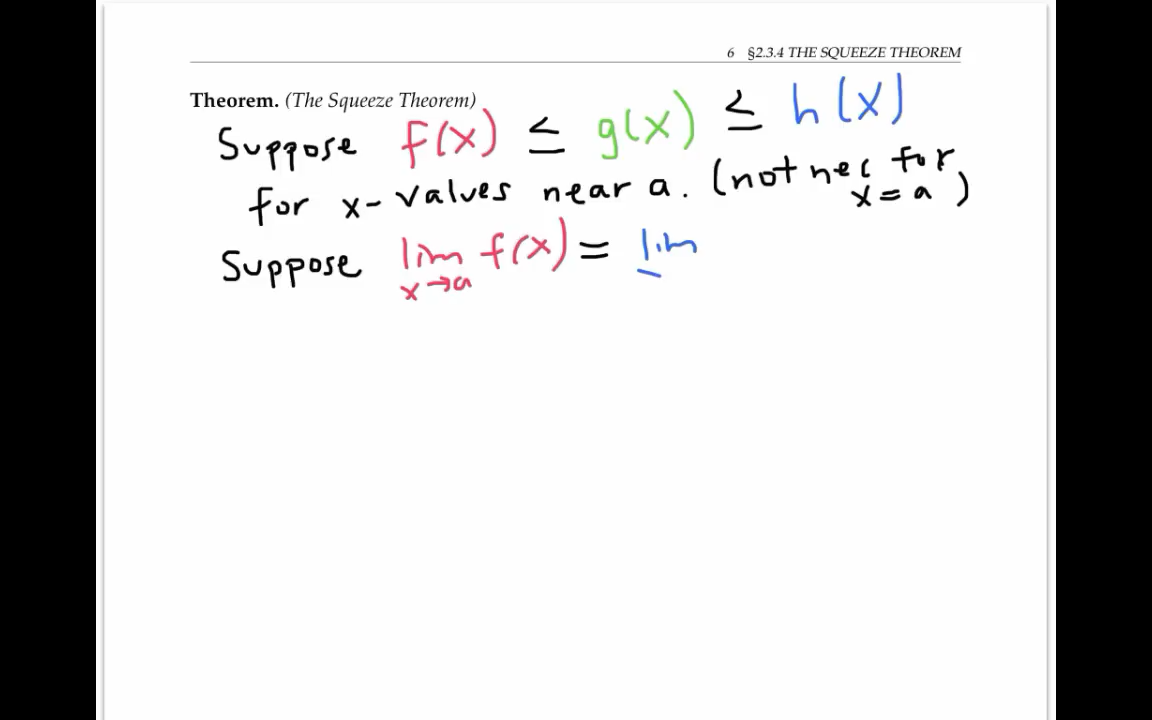 6 §2.3.4 THE SQUEEZE THEOREM
Theorem. (The Squeeze Theorem)
Suppose f(x) ≤ g(x) ≤ h(x)
for x-values near a. (not nec for x = a)
Suppose lim x→a f(x) = lim